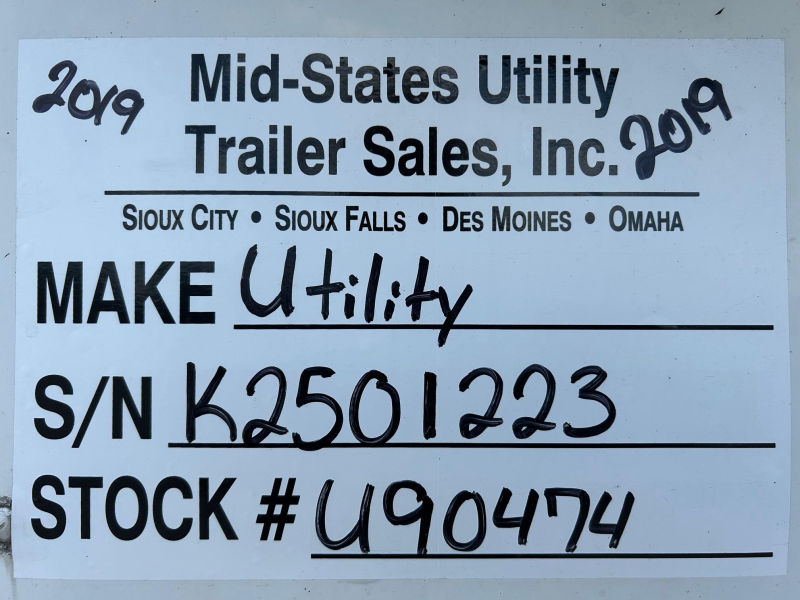 2019
Mid-States Utility
Trailer Sales, Inc.
2019
SIOUX CITY • SIOUX FALLS • DES MOINES • OMAHA
MAKE Utility
S/N K2501223
STOCK # U90474